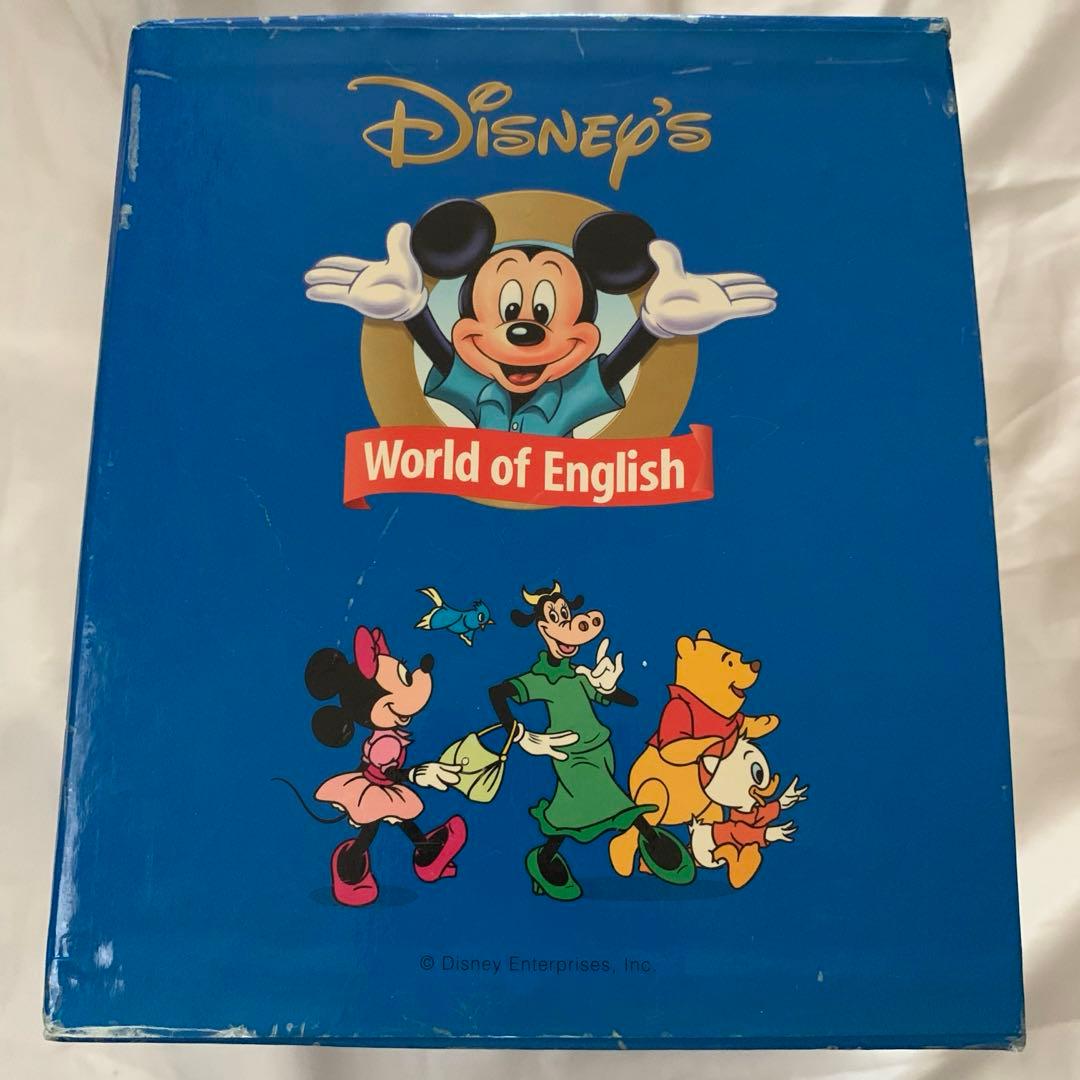 Disney's
World of English
© Disney Enterprises, Inc.